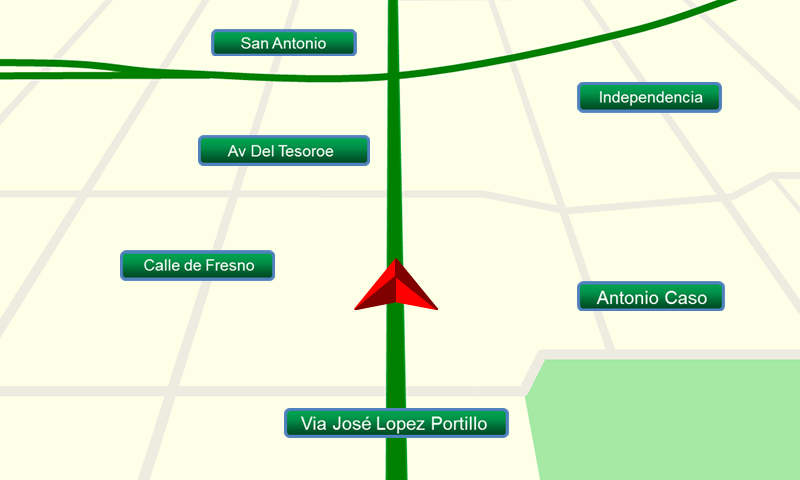 San Antonio
Independencia
Av Del Tesoroe
Calle de Fresno
Antonio Caso
Via José Lopez Portillo